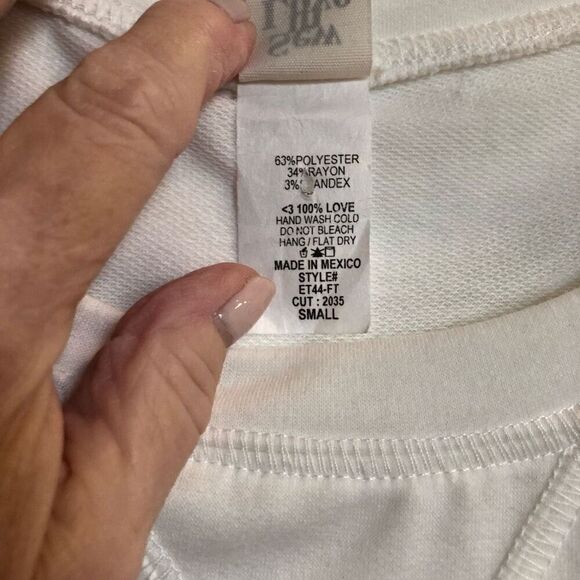 63%POLYESTER
34%RAYON
3% ANDEX
<3 100% LOVE
HAND WASH COLD
DO NOT BLEACH
HANG / FLAT DRY
MADE IN MEXICO
STYLE#
ET44-FT
CUT : 2035
SMALL